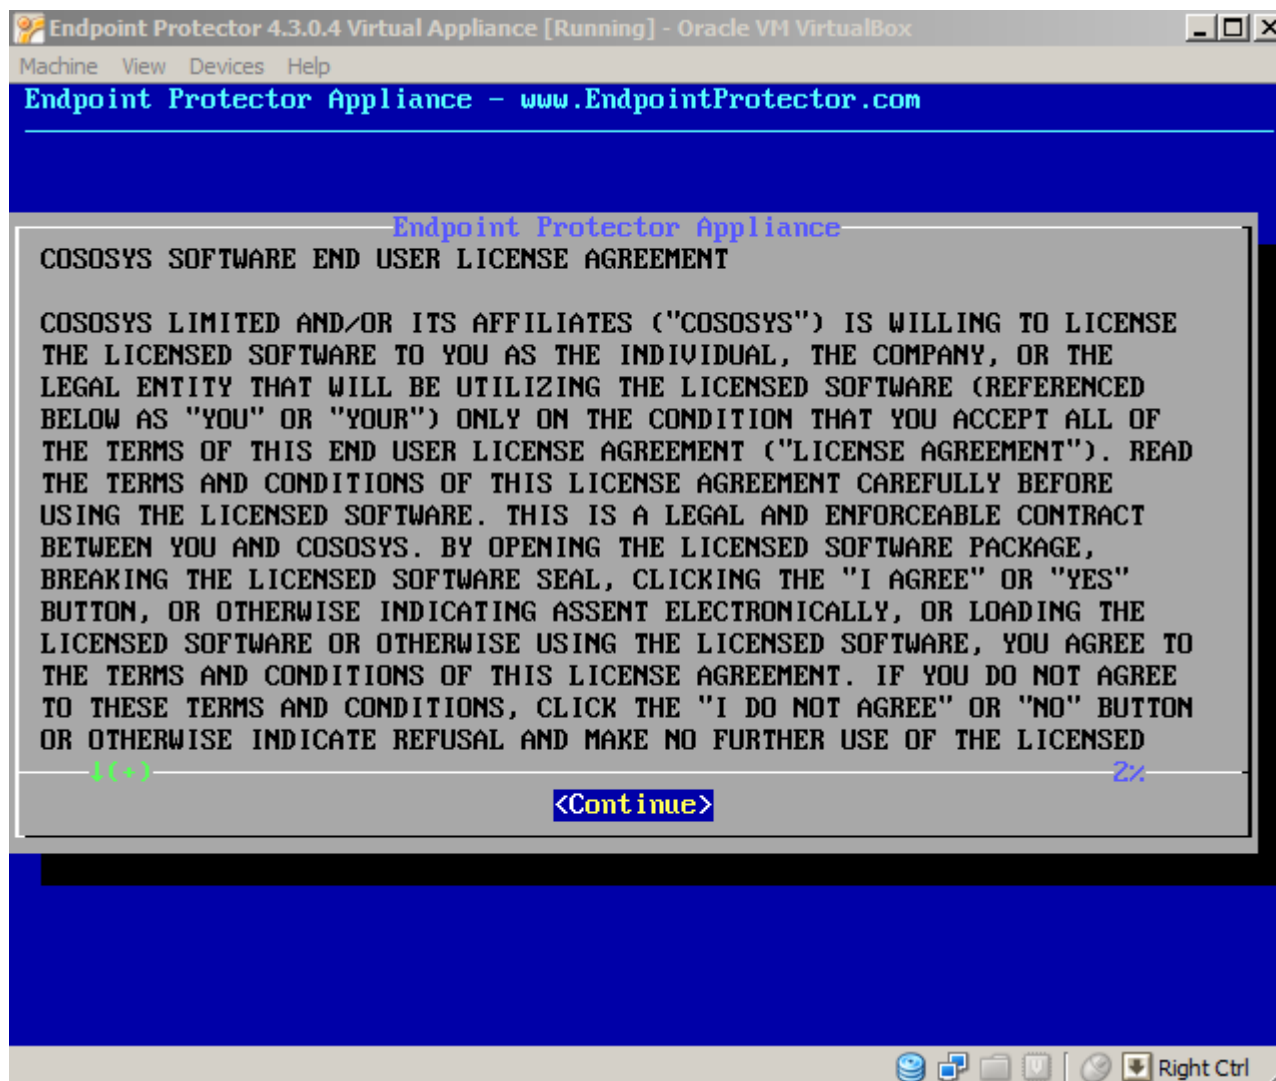 Endpoint Protector 4.3.0.4 Virtual Appliance [Running] - Oracle VM VirtualBox
Machine View Devices Help
Endpoint Protector Appliance - www.EndpointProtector.com
Endpoint Protector Appliance
COSOSYS SOFTWARE END USER LICENSE AGREEMENT
COSOSYS LIMITED AND/OR ITS AFFILIATES ("COSOSYS") IS WILLING TO LICENSE
THE LICENSED SOFTWARE TO YOU AS THE INDIVIDUAL, THE COMPANY, OR THE
LEGAL ENTITY THAT WILL BE UTILIZING THE LICENSED SOFTWARE (REFERENCED
BELOW AS "YOU" OR "YOUR") ONLY ON THE CONDITION THAT YOU ACCEPT ALL OF
THE TERMS OF THIS END USER LICENSE AGREEMENT ("LICENSE AGREEMENT"). READ
THE TERMS AND CONDITIONS OF THIS LICENSE AGREEMENT CAREFULLY BEFORE
USING THE LICENSED SOFTWARE. THIS IS A LEGAL AND ENFORCEABLE CONTRACT
BETWEEN YOU AND COSOSYS. BY OPENING THE LICENSED SOFTWARE PACKAGE,
BREAKING THE LICENSED SOFTWARE SEAL, CLICKING THE "I AGREE" OR "YES"
BUTTON, OR OTHERWISE INDICATING ASSENT ELECTRONICALLY, OR LOADING THE
LICENSED SOFTWARE OR OTHERWISE USING THE LICENSED SOFTWARE, YOU AGREE TO
THE TERMS AND CONDITIONS OF THIS LICENSE AGREEMENT. IF YOU DO NOT AGREE
TO THESE TERMS AND CONDITIONS, CLICK THE "I DO NOT AGREE" OR "NO" BUTTON
OR OTHERWISE INDICATE REFUSAL AND MAKE NO FURTHER USE OF THE LICENSED
↓(+) 2%
<Continue>
Right Ctrl